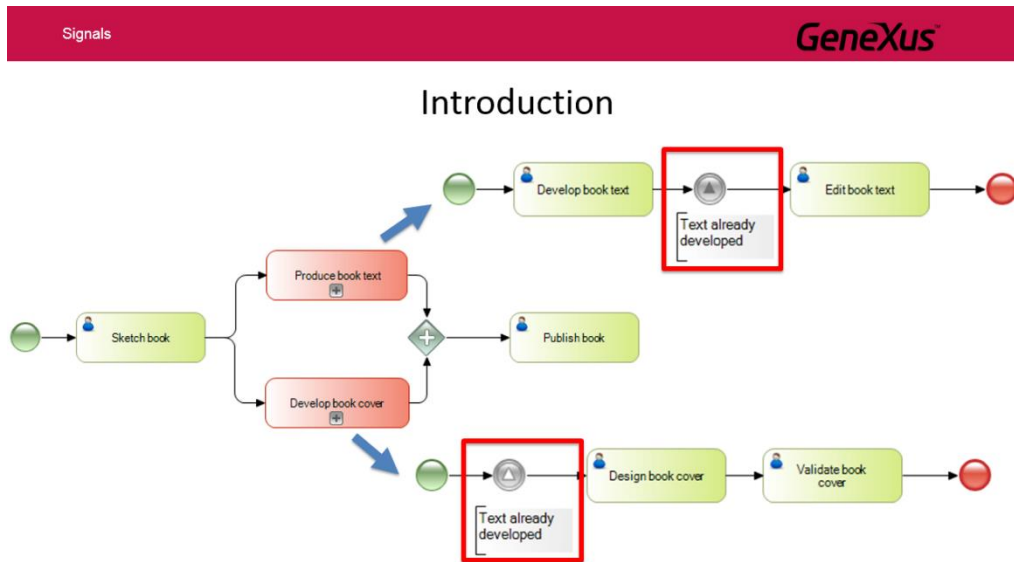 Signals
GeneXus™
Introduction
Develop book text
Edit book text
Text already
developed
Produce book text
Sketch book
Publish book
Develop book cover
Design book cover
Validate book
cover
Text already
developed